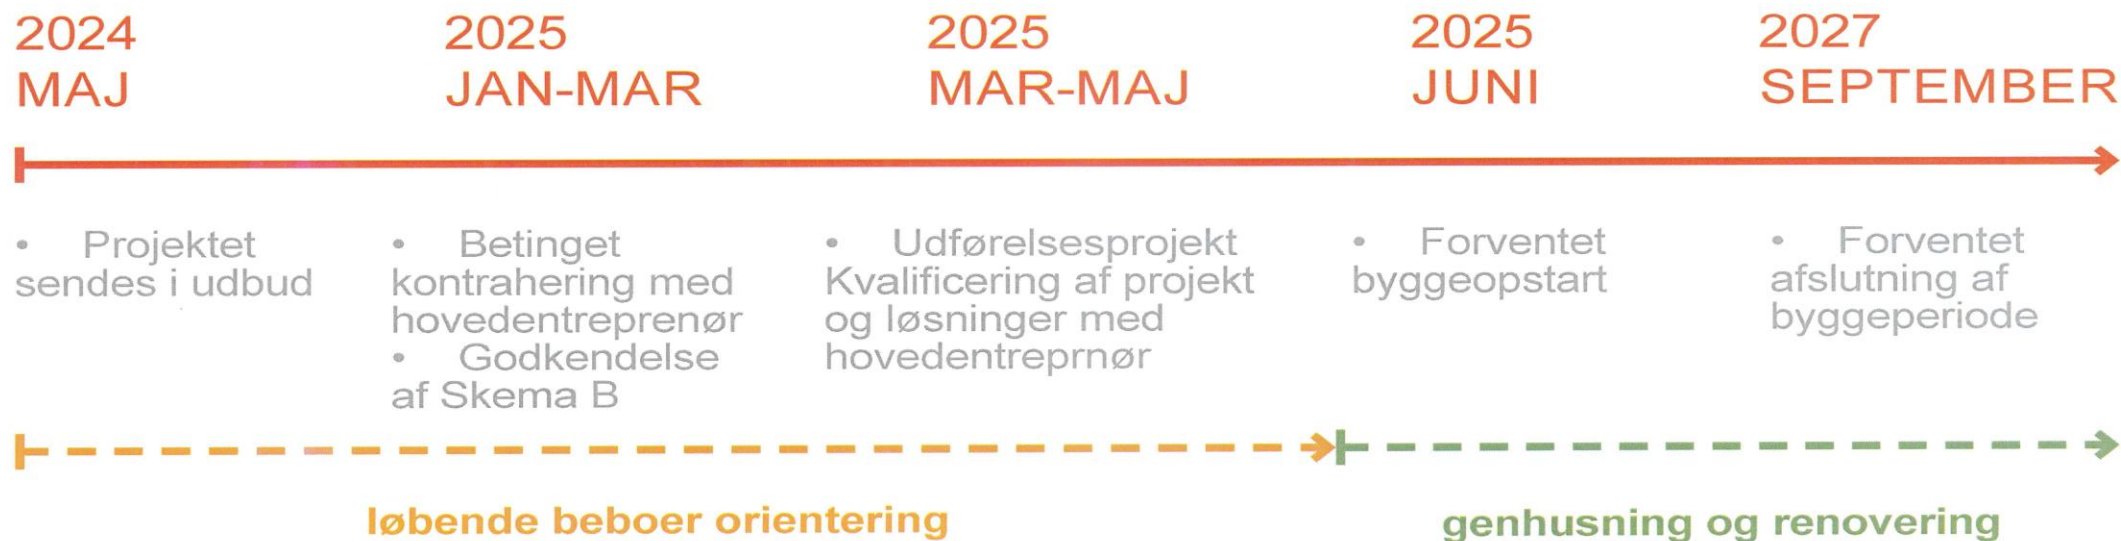 2024
MAJ
2025
JAN-MAR
2025
MAR-MAJ
2025
JUNI
2027
SEPTEMBER
• Projektet
sendes i udbud
• Betinget
kontrahering med
hovedentreprenør
• Godkendelse
af Skema B
• Udførelsesprojekt
Kvalificering af projekt
og løsninger med
hovedentreprnør
• Forventet
byggeopstart
• Forventet
afslutning af
byggeperiode
løbende beboer orientering
genhusning og renovering